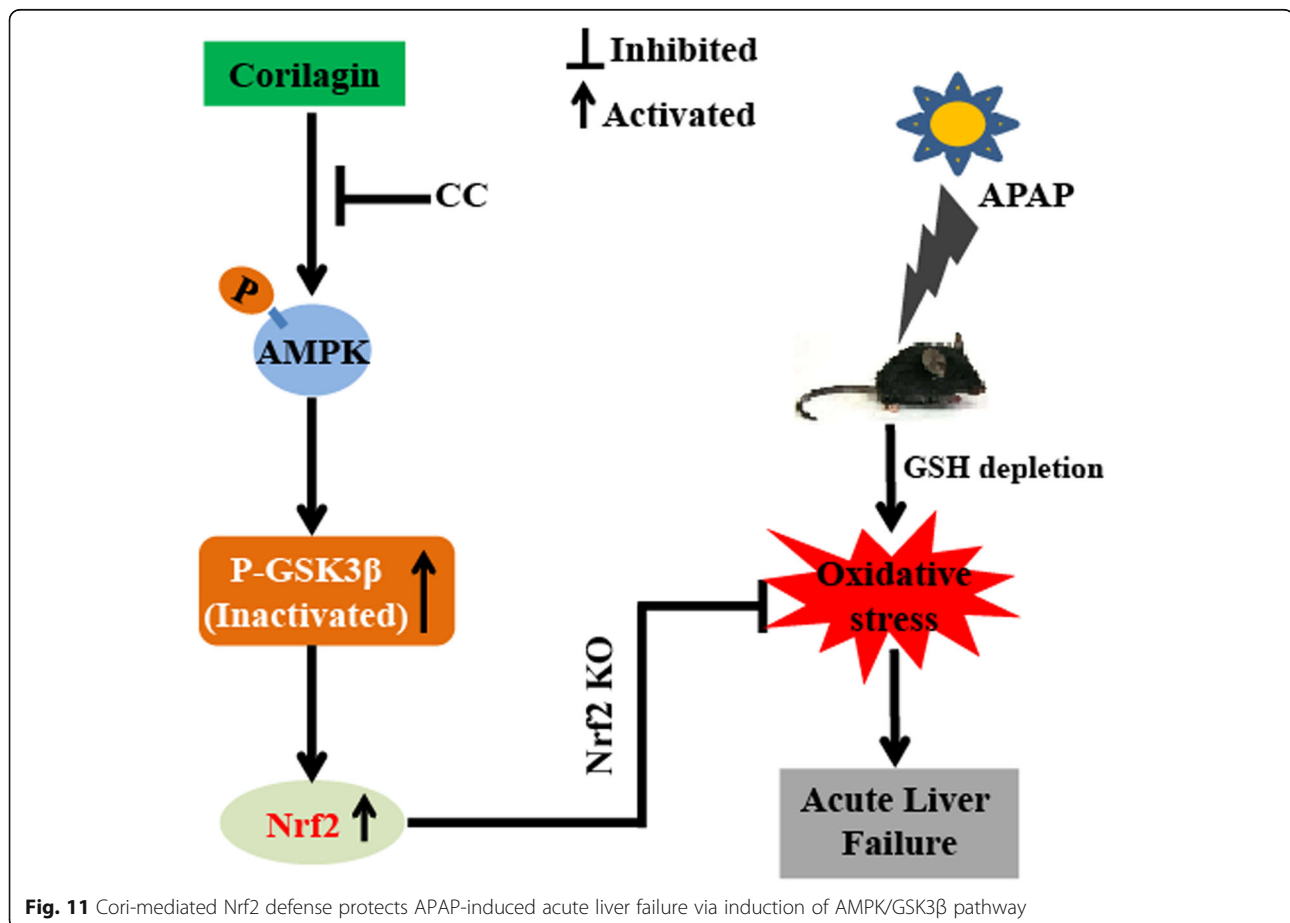 Corilagin
Inhibited
Activated
CC
P
AMPK
P-GSK3β
(Inactivated)
Nrf2
Nrf2 KO
APAP
GSH depletion
Oxidative
stress
Acute Liver
Failure
Fig. 11 Cori-mediated Nrf2 defense protects APAP-induced acute liver failure via induction of AMPK/GSK3β pathway